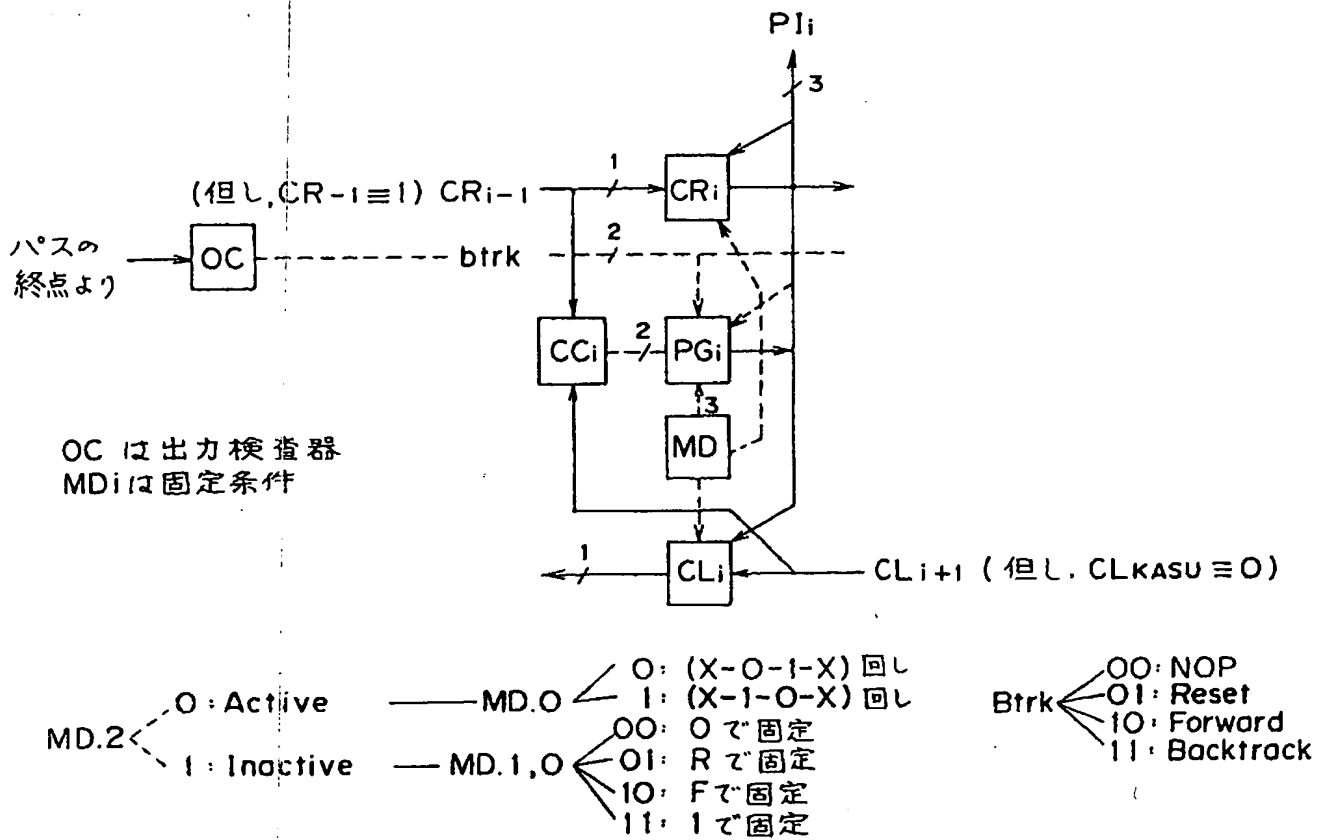 PIi
3
(但し,CR-1≡1) CRi-1
1
CRi
パスの
終点より
OC
btrk
2
CCi
2
PGi
3
MD
OC は出力検査器
MDiは固定条件
1
CLi
CLi+1 (但し. CLKASU≡0)
MD.2
0:Active
MD.0
0: (X-0-1-X) 回し
1: (X-1-0-X) 回し
1:Inactive
MD.1,0
00: 0で固定
01: Rで固定
10: Fで固定
11: 1で固定
Btrk
00:NOP
01:Reset
10:Forward
11:Backtrack